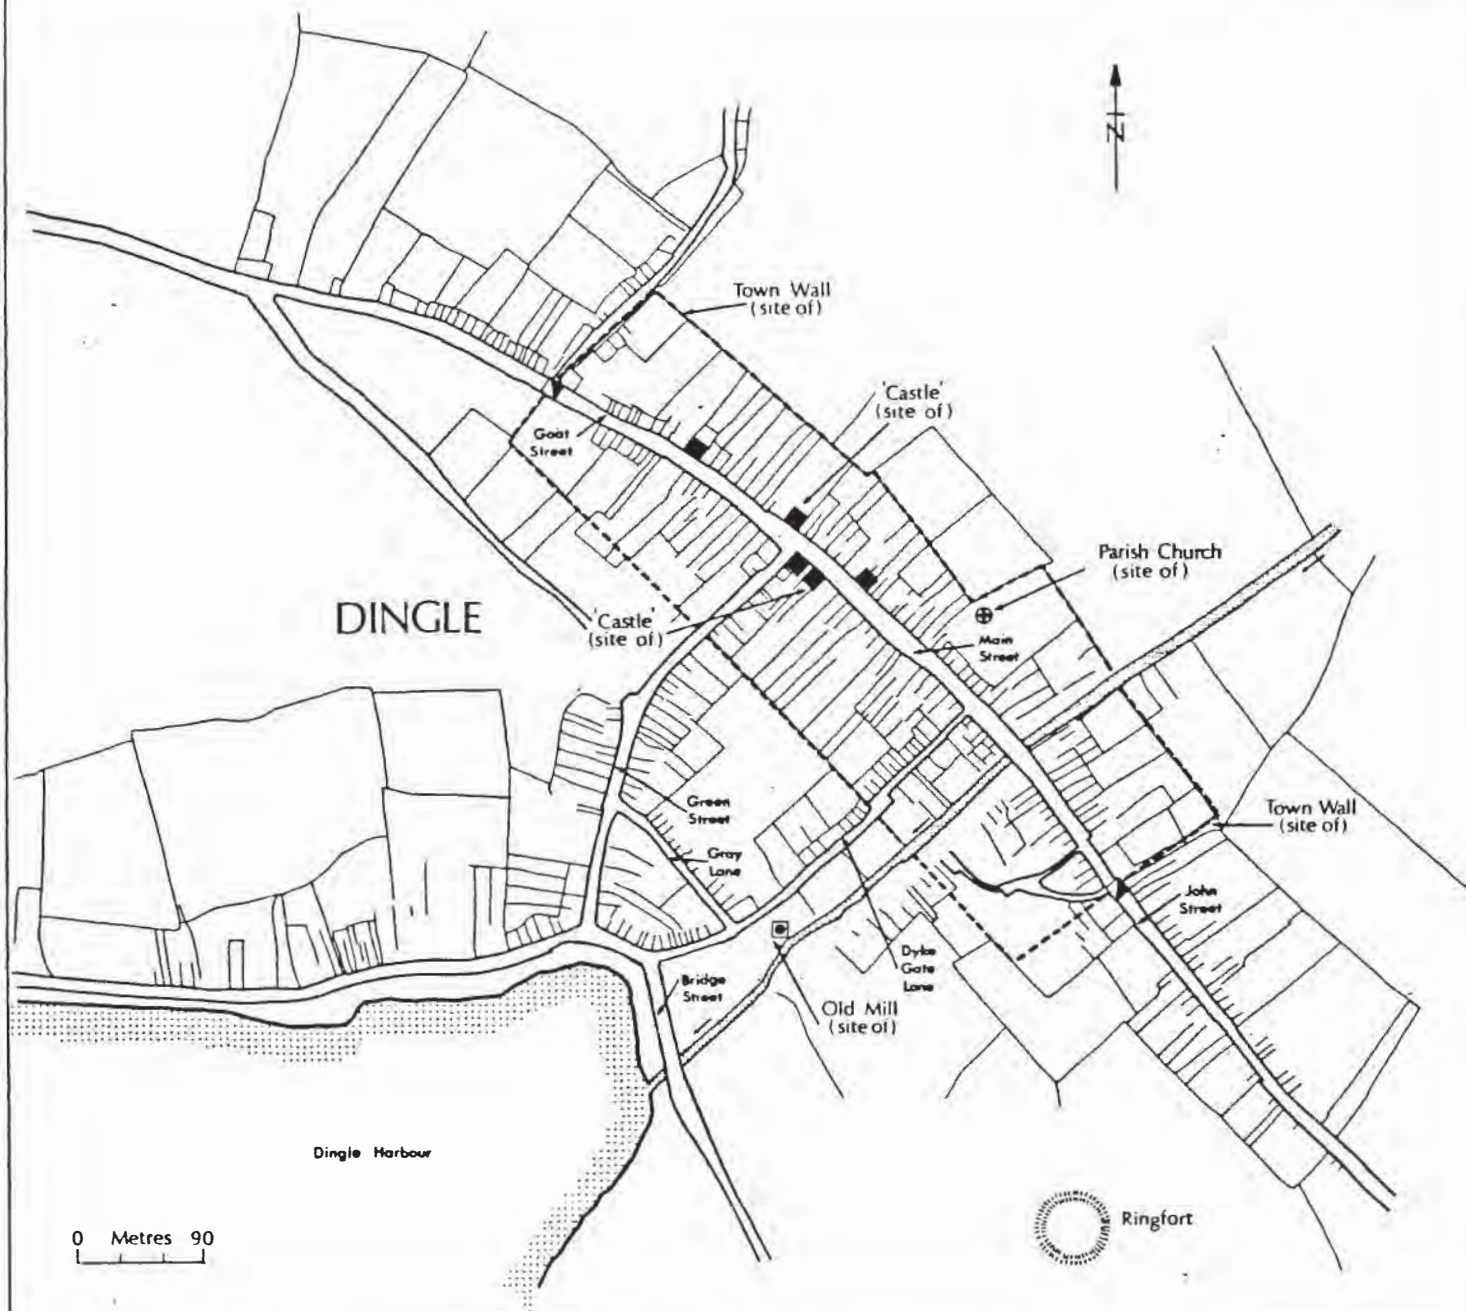 N
Town Wall
(site of)
'Castle'
(site of)
Goat
Street
Parish Church
(site of)
DINGLE
'Castle'
(site of)
Main
Street
Green
Street
Town Wall
(site of)
Gray
Lane
John
Street
Dyke
Gate
Lane
Bridge
Street
Old Mill
(site of)
Dingle Harbour
Ringfort
0 Metres 90